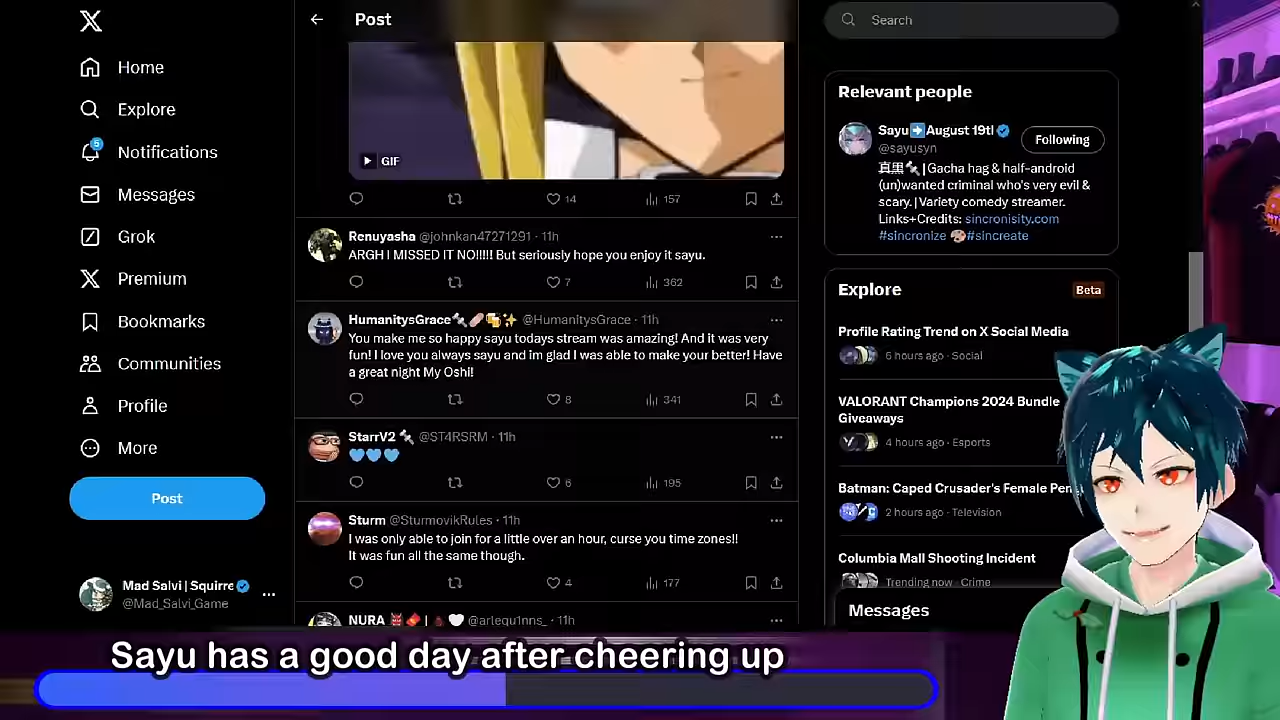 Home
Explore
5
Notifications
Messages
Grok
Premium
Bookmarks
Communities
Profile
More
Post
Mad Salvi | Squirre
@Mad_Salvi_Game
Post
GIF
14 157
Renuyasha @johnkan47271291 · 11h
ARGH I MISSED IT NO!!!!! But seriously hope you enjoy it sayu.
7 362
HumanitysGrace🔩🩹🍻✨ @HumanitysGrace · 11h
You make me so happy sayu todays stream was amazing! And it was very
fun! I love you always sayu and im glad I was able to make your better! Have
a great night My Oshi!
8 341
StarrV2 🔩 @ST4RSRM · 11h
💙💙💙
6 195
Sturm @SturmovikRules · 11h
I was only able to join for a little over an hour, curse you time zones!!
It was fun all the same though.
4 177
NURA 👹🧧 | 🌲🤍 @arlequ1nns_ · 11h
Search
Relevant people
Sayu➡️August 19t
@sayusyn
Following
真黒🔩 | Gacha hag & half-android
(un)wanted criminal who's very evil &
scary. | Variety comedy streamer.
Links+Credits: sincronisity.com
#sincronize 🎨#sincreate
Explore
Beta
Profile Rating Trend on X Social Media
6 hours ago · Social
VALORANT Champions 2024 Bundle
Giveaways
4 hours ago · Esports
Batman: Caped Crusader's Female Pen
2 hours ago · Television
Columbia Mall Shooting Incident
Trending now · Crime
Messages
Sayu has a good day after cheering up